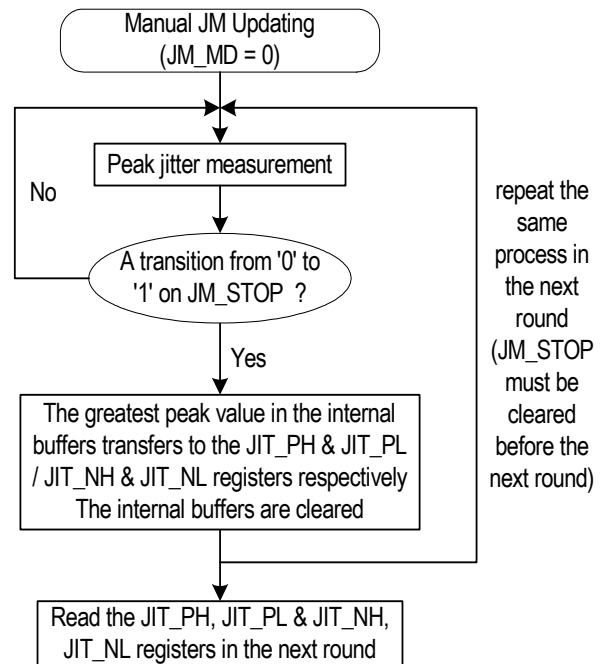 Manual JM Updating
(JM_MD = 0)
Peak jitter measurement
No
A transition from '0' to
'1' on JM_STOP ?
Yes
The greatest peak value in the internal
buffers transfers to the JIT_PH & JIT_PL
/ JIT_NH & JIT_NL registers respectively
The internal buffers are cleared
repeat the
same
process in
the next
round
(JM_STOP
must be
cleared
before the
next round)
Read the JIT_PH, JIT_PL & JIT_NH,
JIT_NL registers in the next round